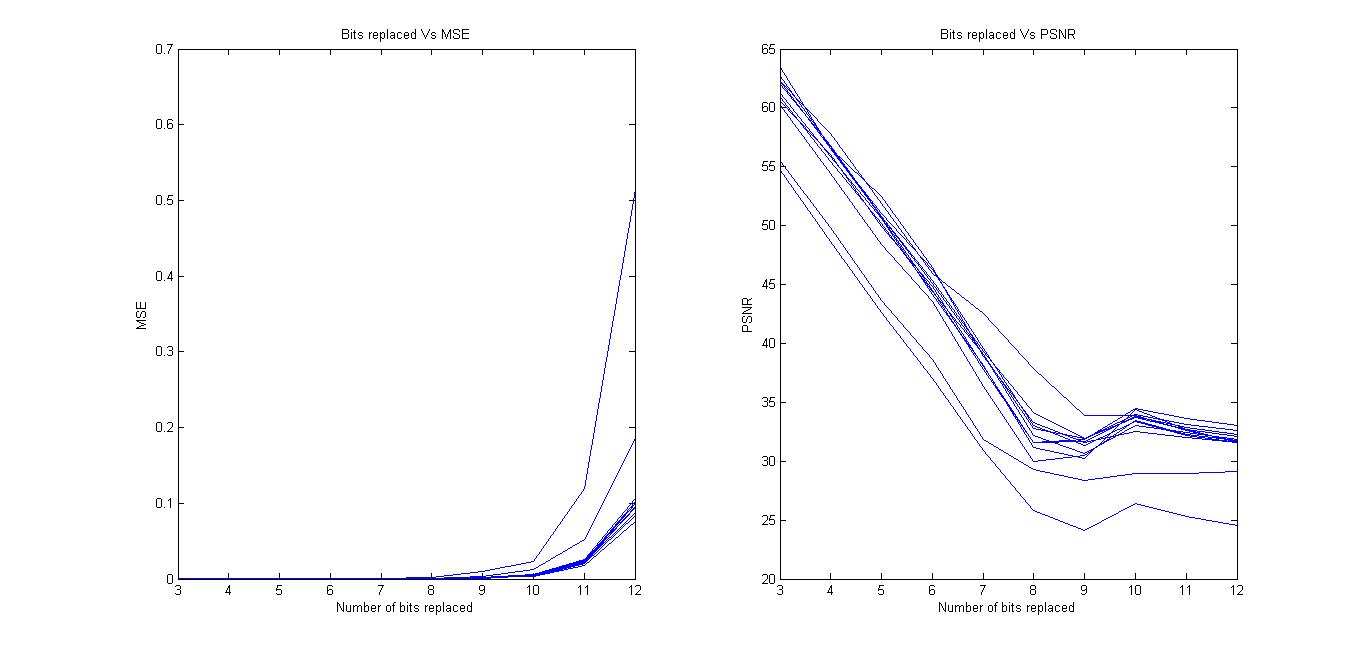 Bits replaced Vs MSE
0.7
0.6
0.5
0.4
0.3
0.2
0.1
0
MSE
3 4 5 6 7 8 9 10 11 12
Number of bits replaced
Bits replaced Vs PSNR
65
60
55
50
45
40
35
30
25
20
PSNR
3 4 5 6 7 8 9 10 11 12
Number of bits replaced